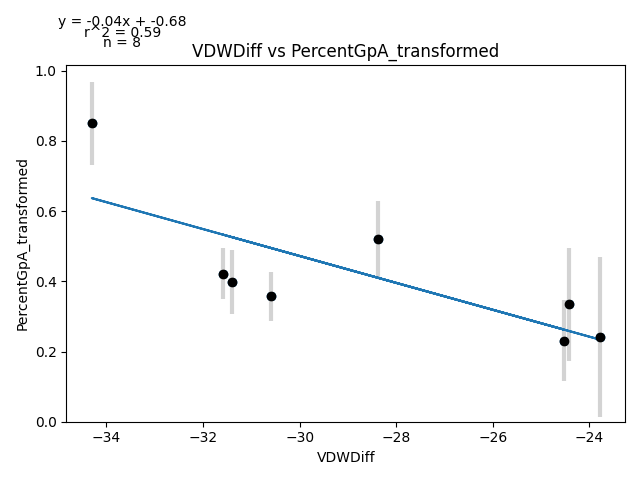 y = -0.04x + -0.68
r^2 = 0.59
n = 8
VDWDiff vs PercentGpA_transformed
PercentGpA_transformed
1.0
0.8
0.6
0.4
0.2
0.0
−34
−32
−30
−28
−26
−24
VDWDiff